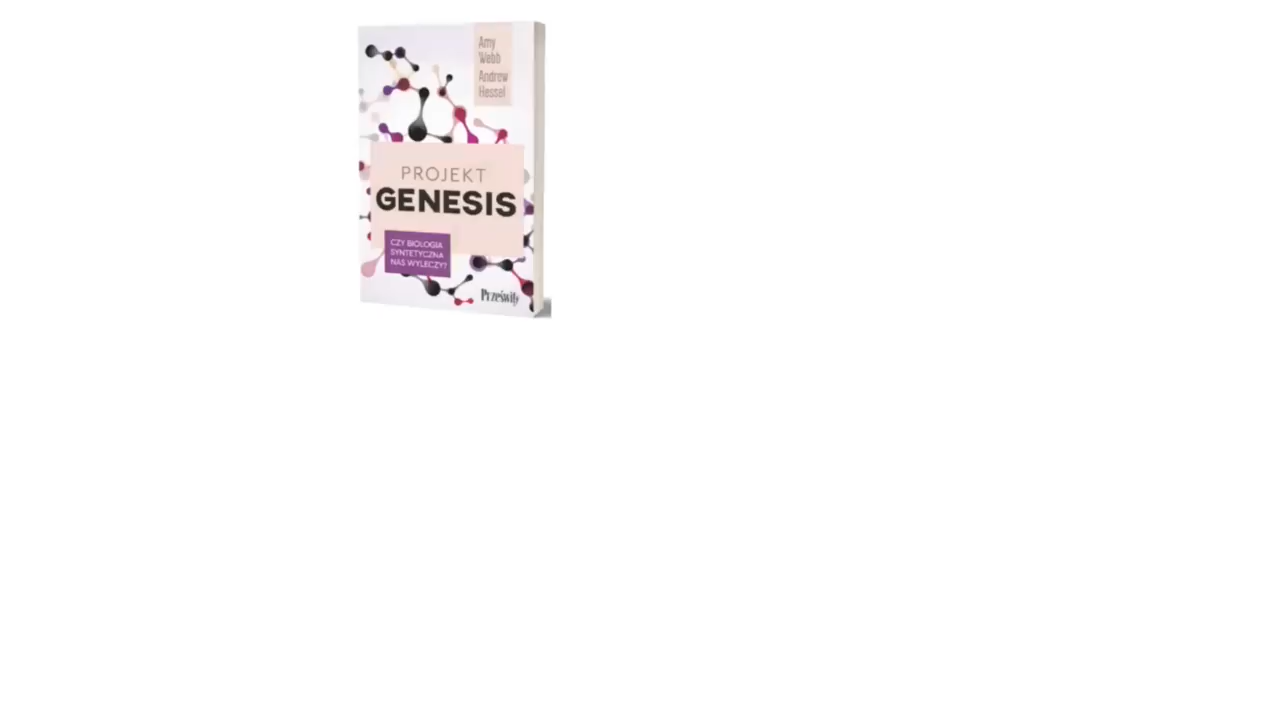 Amy
Webb
Andrew
Hessel
PROJEKT
GENESIS
CZY BIOLOGIA
SYNTETYCZNA
NAS WYLECZY?
Prześwity